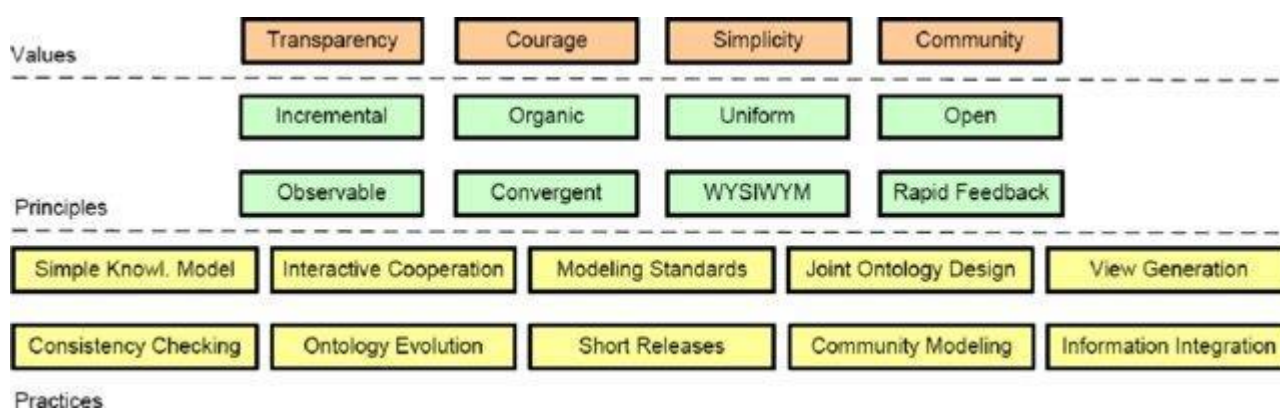 Transparency Courage Simplicity Community
Values
Incremental Organic Uniform Open
Observable Convergent WYSIWYM Rapid Feedback
Principles
Simple Knowl. Model Interactive Cooperation Modeling Standards Joint Ontology Design View Generation
Consistency Checking Ontology Evolution Short Releases Community Modeling Information Integration
Practices